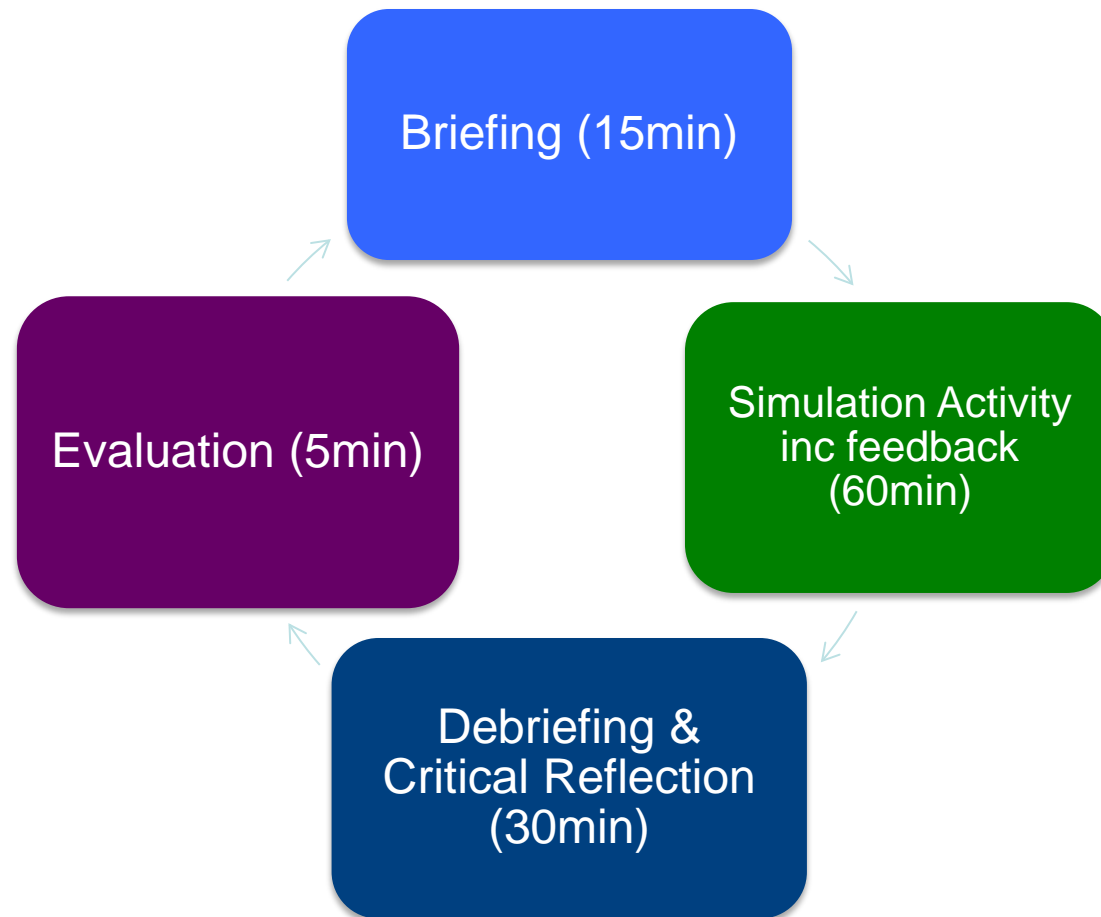 Briefing (15min)
Simulation Activity
inc feedback
(60min)
Debriefing &
Critical Reflection
(30min)
Evaluation (5min)